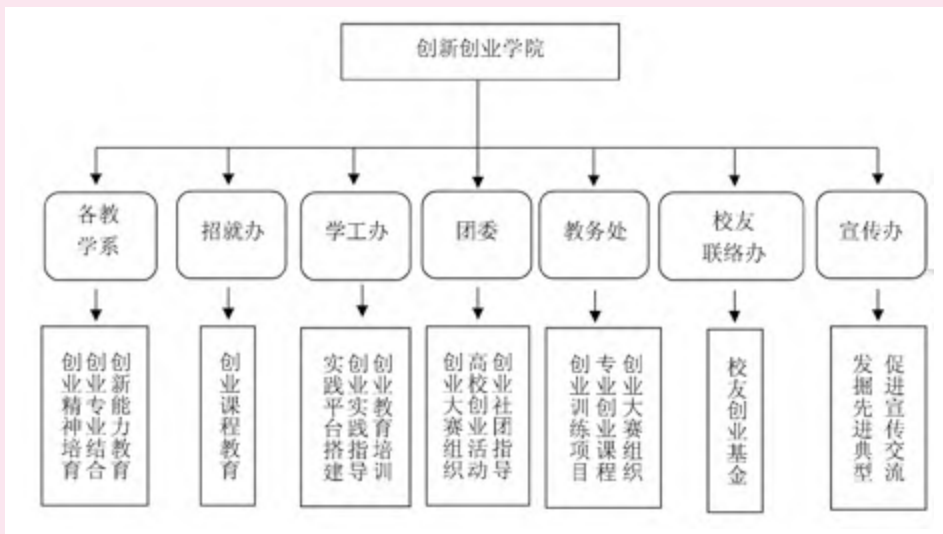 创新创业学院
各教
学系
招就办
学工办
团委
教务处
校友
联络办
宣传办
创新能力教育
创业专业结合
创业精神培育
创业课程教育
创业教育培训
创业实践指导
实践平台搭建
创业社团指导
高校创业活动
创业大赛组织
创业大赛组织
专业创业课程
创业训练项目
校友创业基金
促进宣传交流
发掘先进典型